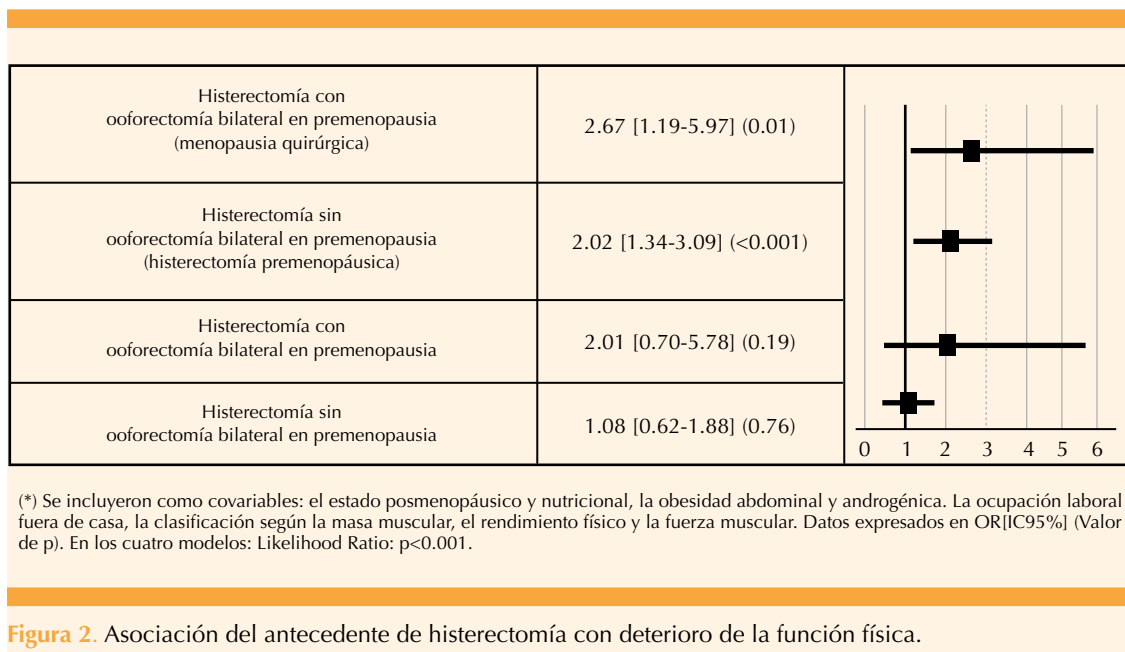 Histerectomía con
ooforectomía bilateral en premenopausia
(menopausia quirúrgica)
2.67 [1.19-5.97] (0.01)
Histerectomía sin
ooforectomía bilateral en premenopausia
(histerectomía premenopáusica)
2.02 [1.34-3.09] (<0.001)
Histerectomía con
ooforectomía bilateral en premenopausia
2.01 [0.70-5.78] (0.19)
Histerectomía sin
ooforectomía bilateral en premenopausia
1.08 [0.62-1.88] (0.76)
0 1 2 3 4 5 6
(*) Se incluyeron como covariables: el estado posmenopáusico y nutricional, la obesidad abdominal y androgénica. La ocupación laboral
fuera de casa, la clasificación según la masa muscular, el rendimiento físico y la fuerza muscular. Datos expresados en OR[IC95%] (Valor
de p). En los cuatro modelos: Likelihood Ratio: p<0.001.
Figura 2. Asociación del antecedente de histerectomía con deterioro de la función física.